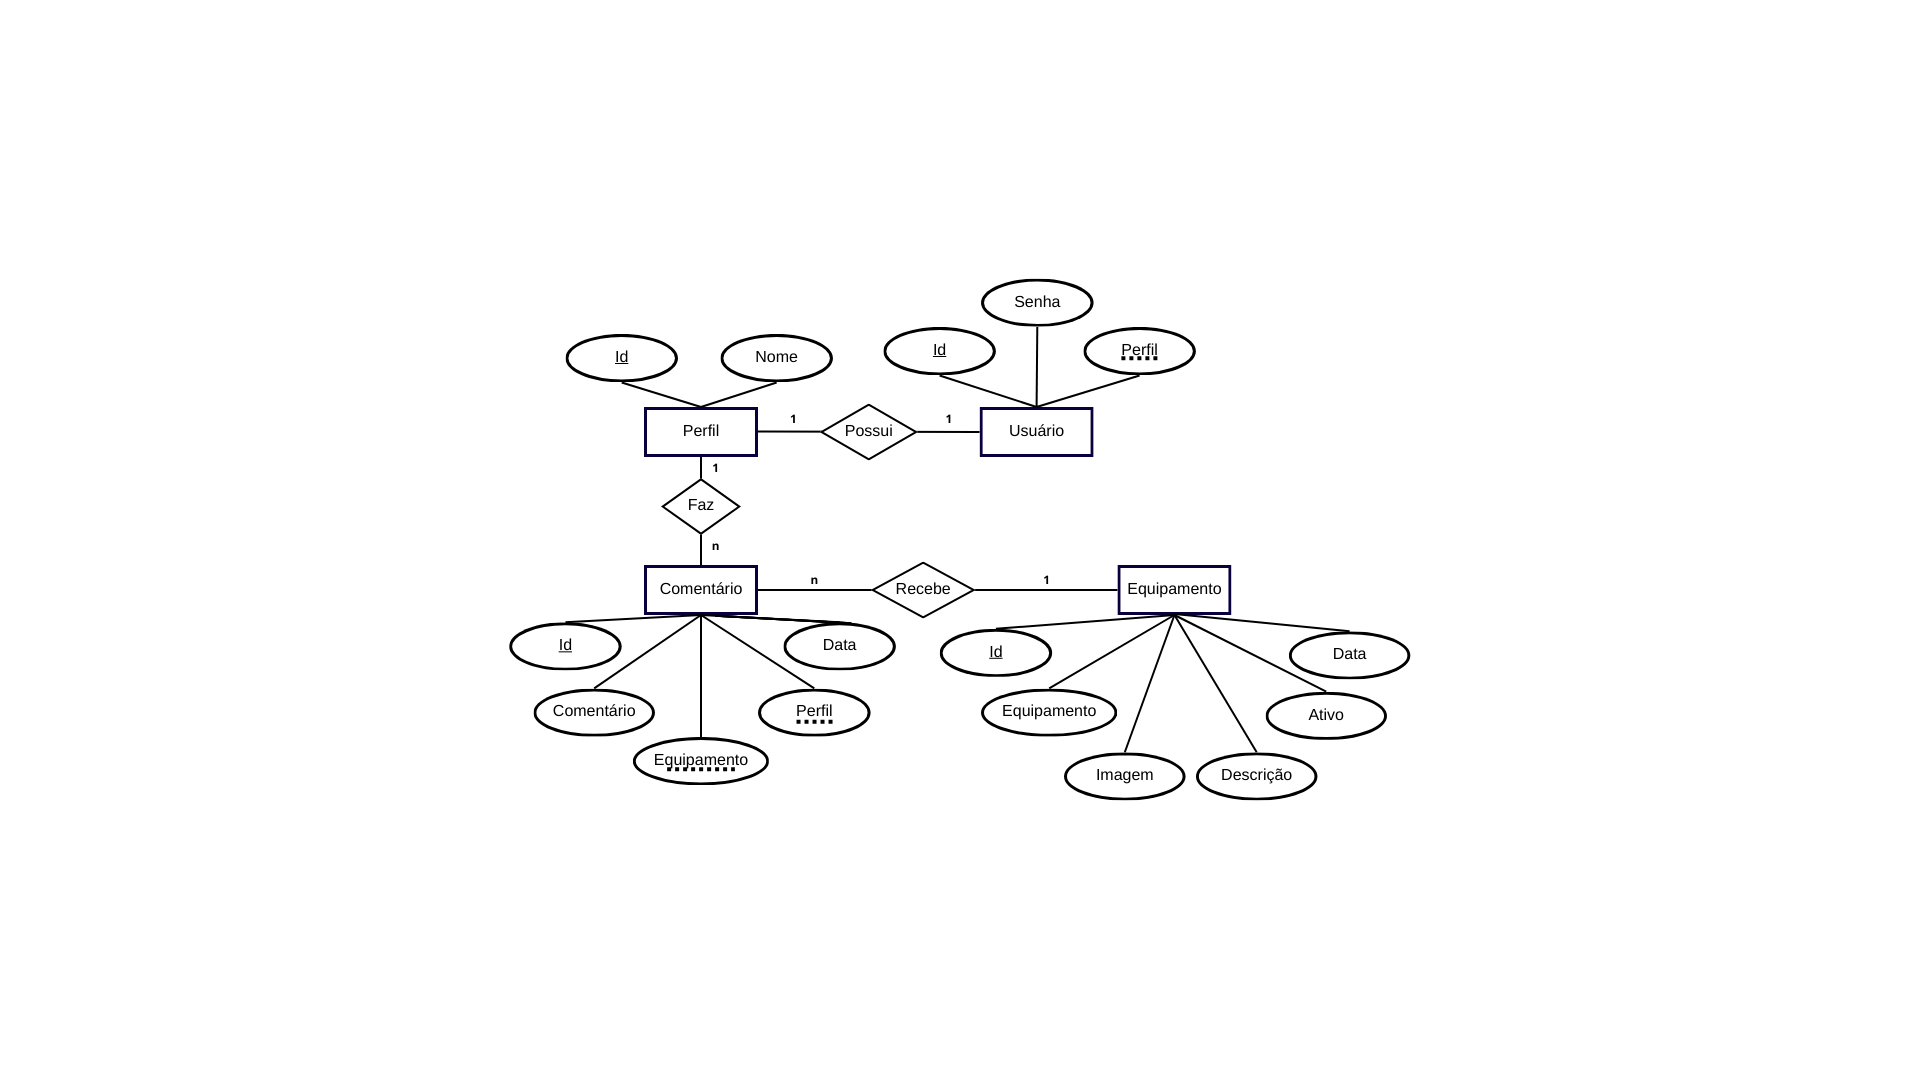 Senha
Id
Perfil
Id
Nome
1
1
Perfil
Possui
Usuário
1
Faz
n
n
1
Comentário
Recebe
Equipamento
Id
Data
Id
Data
Comentário
Perfil
Equipamento
Ativo
Equipamento
Imagem
Descrição